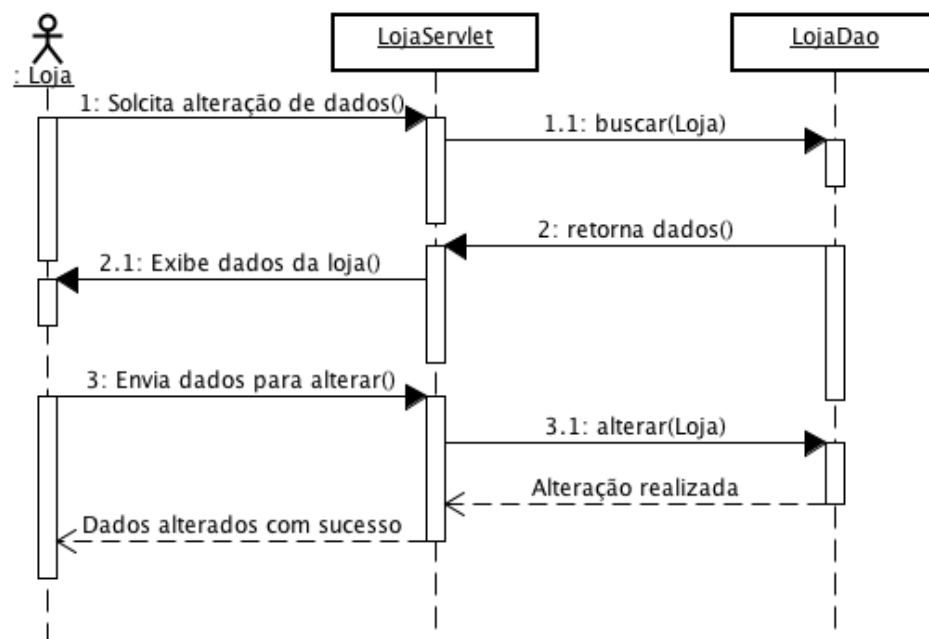 LojaServlet
LojaDao
: Loja
1: Solcita alteração de dados()
1.1: buscar(Loja)
2: retorna dados()
2.1: Exibe dados da loja()
3: Envia dados para alterar()
3.1: alterar(Loja)
Alteração realizada
Dados alterados com sucesso